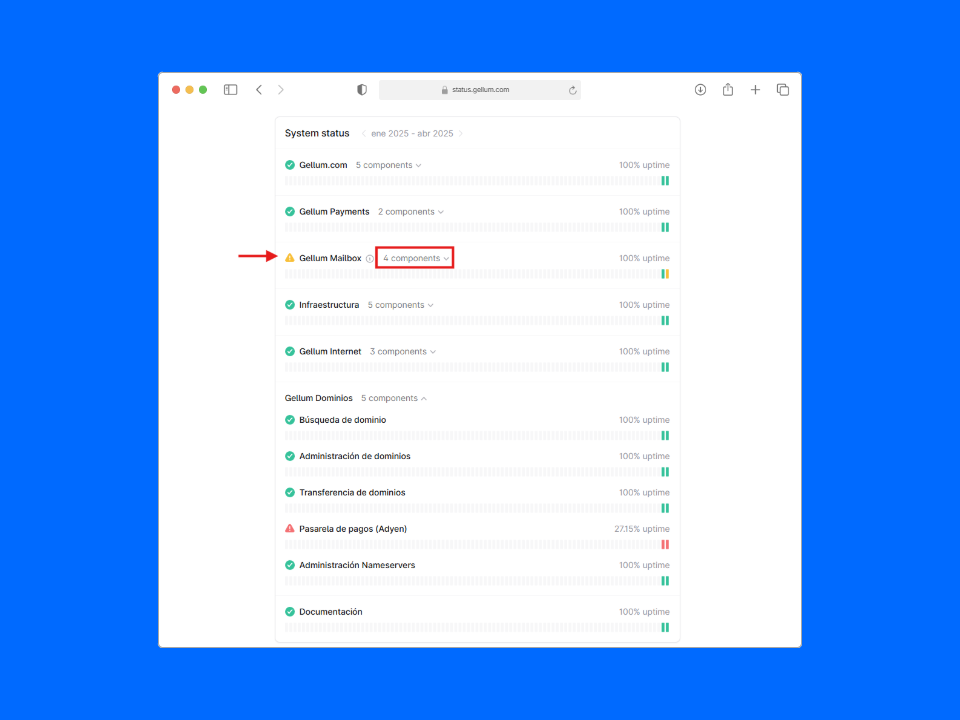 status.gellum.com
System status ene 2025 - abr 2025
Gellum.com 5 components 100% uptime
Gellum Payments 2 components 100% uptime
Gellum Mailbox 4 components 100% uptime
Infraestructura 5 components 100% uptime
Gellum Internet 3 components 100% uptime
Gellum Dominios 5 components
Búsqueda de dominio 100% uptime
Administración de dominios 100% uptime
Transferencia de dominios 100% uptime
Pasarela de pagos (Adyen) 27.15% uptime
Administración Nameservers 100% uptime
Documentación 100% uptime